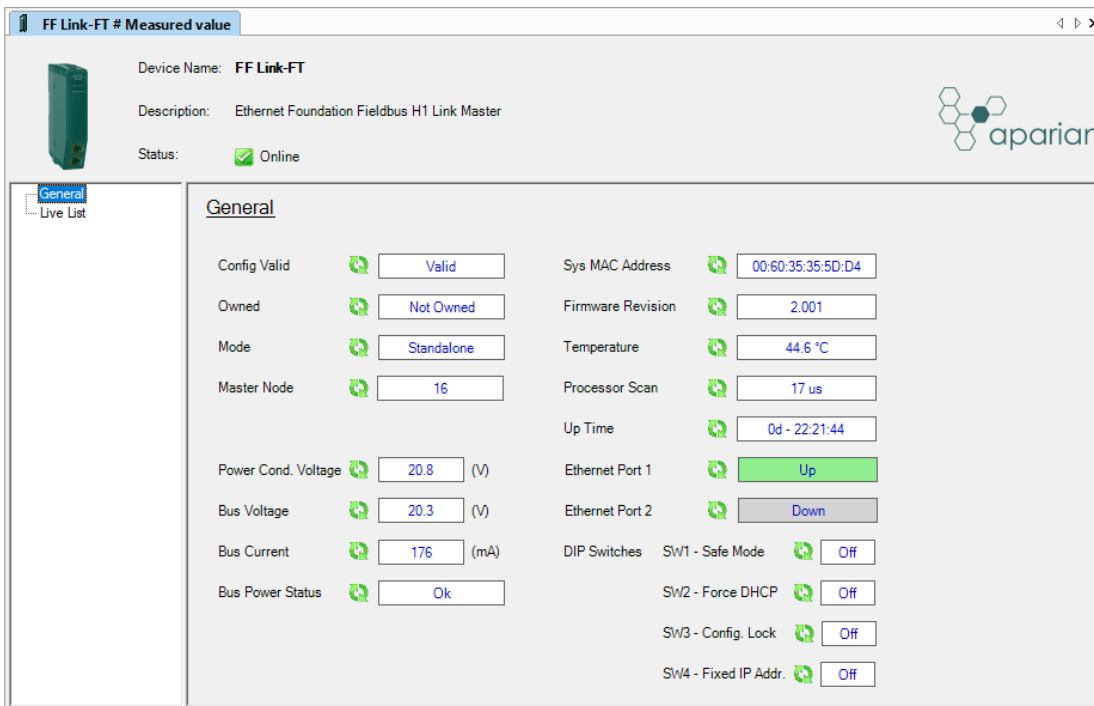 FF Link-FT # Measured value
Device Name: FF Link-FT
Description: Ethernet Foundation Fieldbus H1 Link Master
Status: Online
aparian
General
Live List
General
Config Valid Valid
Owned Not Owned
Mode Standalone
Master Node 16
Power Cond. Voltage 20.8 (V)
Bus Voltage 20.3 (V)
Bus Current 176 (mA)
Bus Power Status Ok
Sys MAC Address 00:60:35:35:5D:D4
Firmware Revision 2.001
Temperature 44.6 °C
Processor Scan 17 us
Up Time 0d - 22:21:44
Ethernet Port 1 Up
Ethernet Port 2 Down
DIP Switches SW1 - Safe Mode Off
SW2 - Force DHCP Off
SW3 - Config. Lock Off
SW4 - Fixed IP Addr. Off